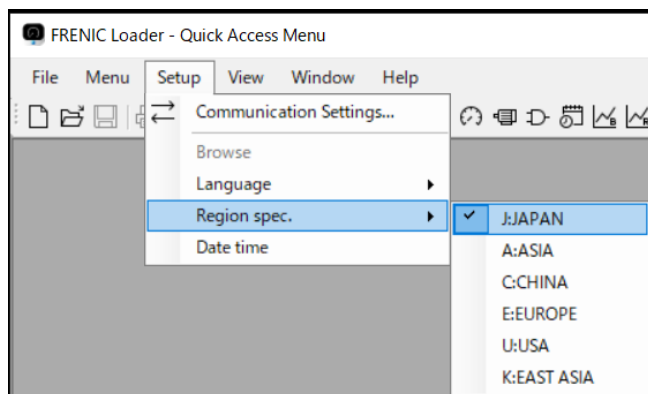 FRENIC Loader - Quick Access Menu
File Menu Setup View Window Help
Communication Settings...
Browse
Language
Region spec.
Date time
J:JAPAN
A:ASIA
C:CHINA
E:EUROPE
U:USA
K:EAST ASIA